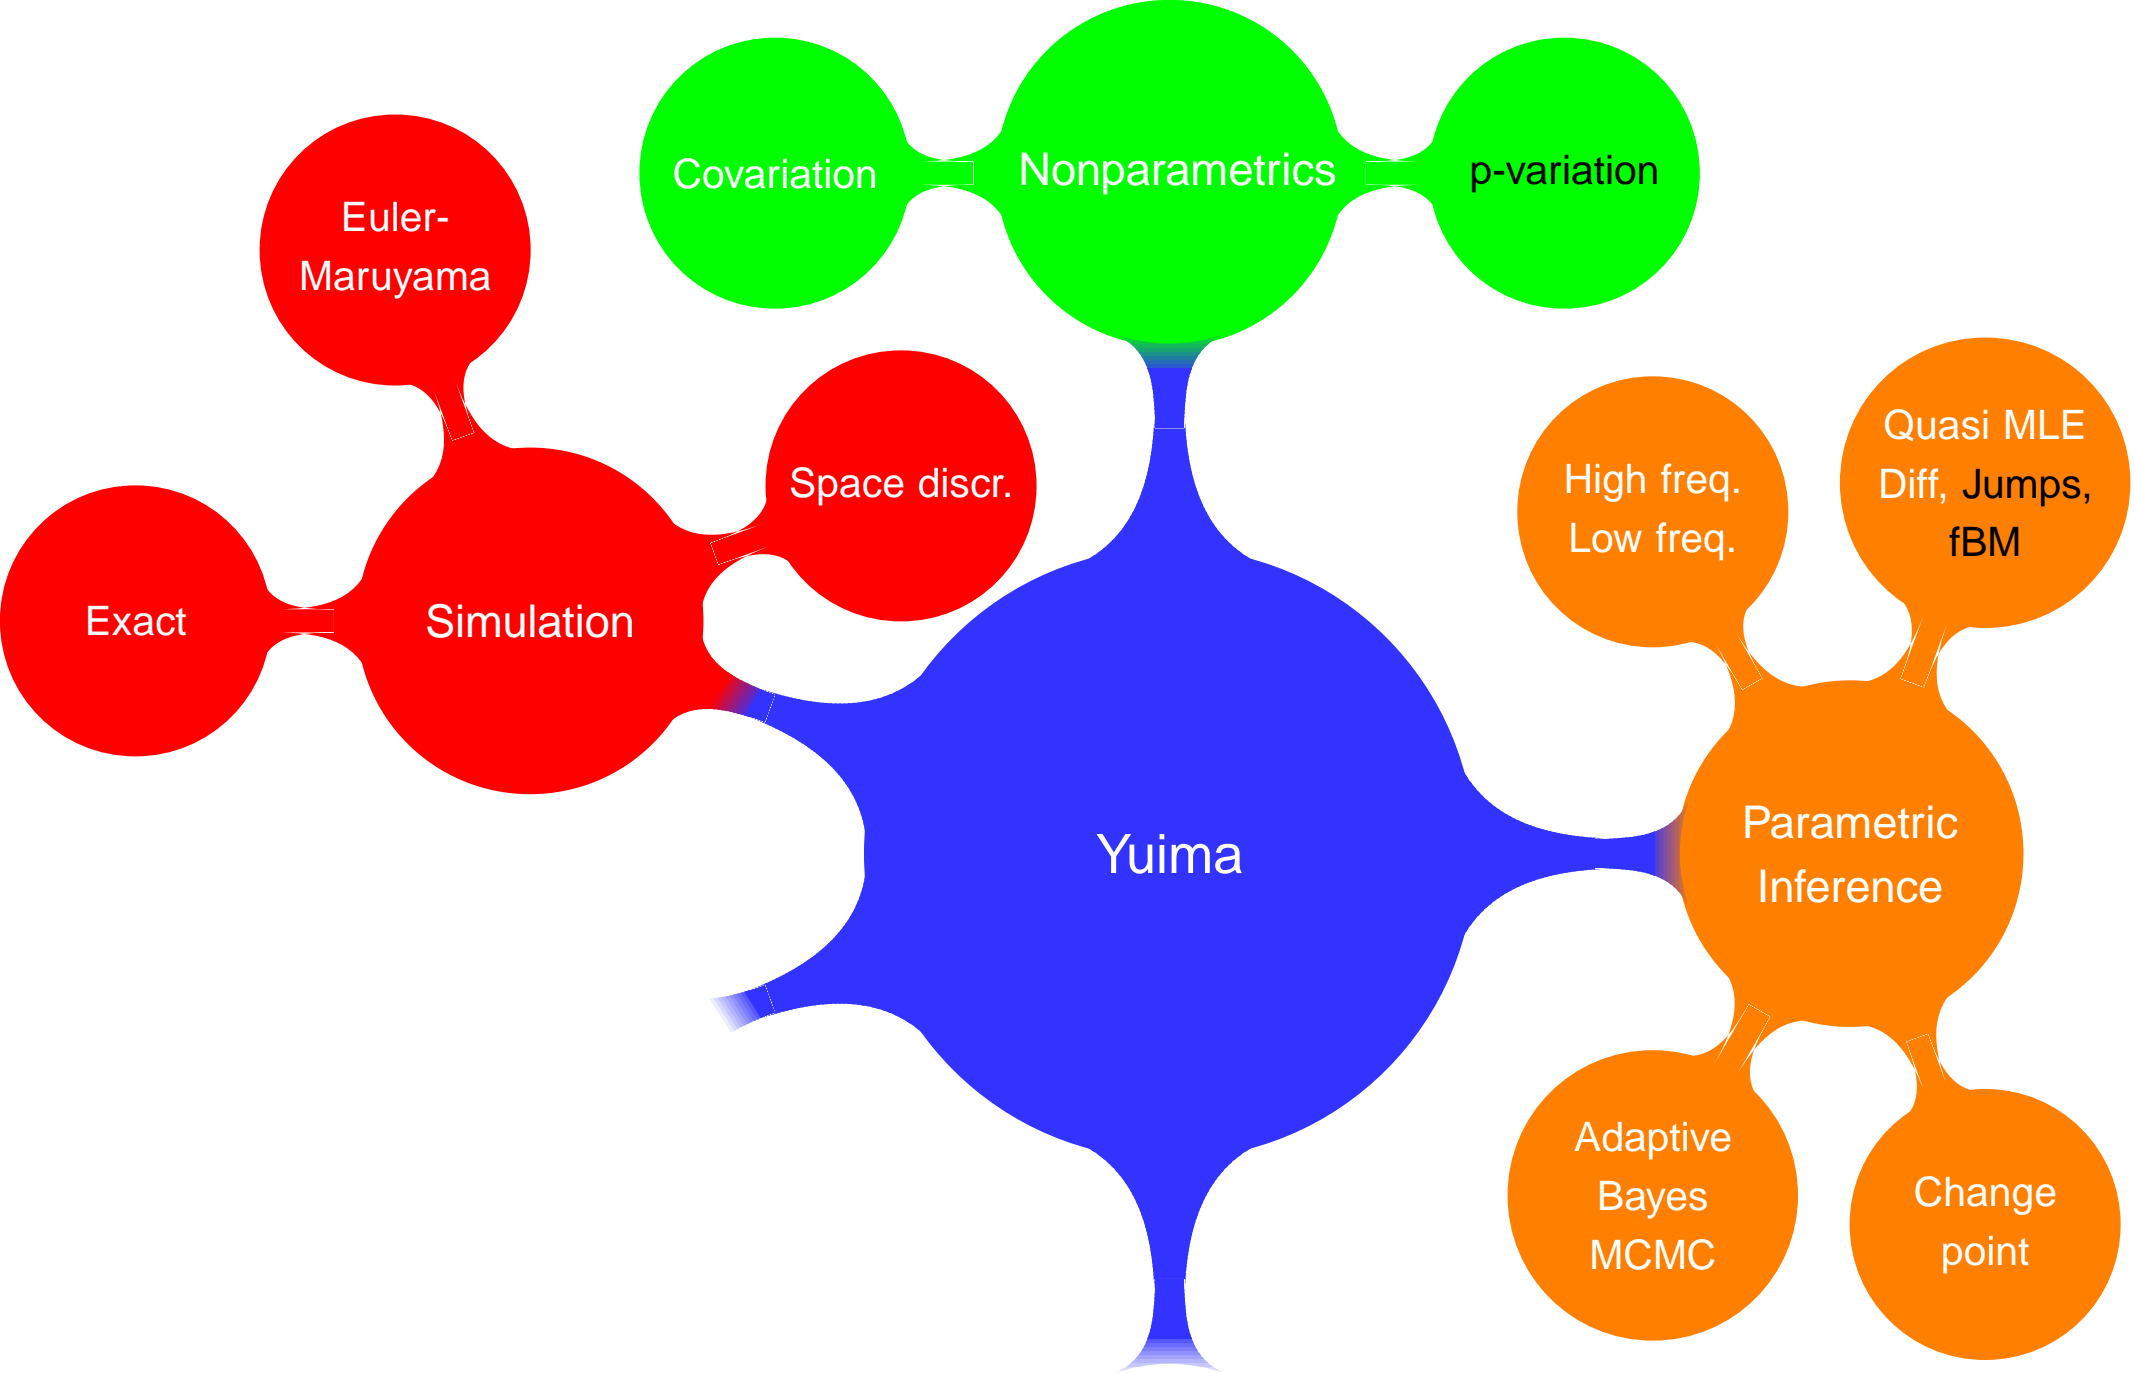 Covariation
Nonparametrics
p-variation
Euler-
Maruyama
Space discr.
Exact
Simulation
High freq.
Low freq.
Quasi MLE
Diff, Jumps,
fBM
Yuima
Parametric
Inference
Adaptive
Bayes
MCMC
Change
point